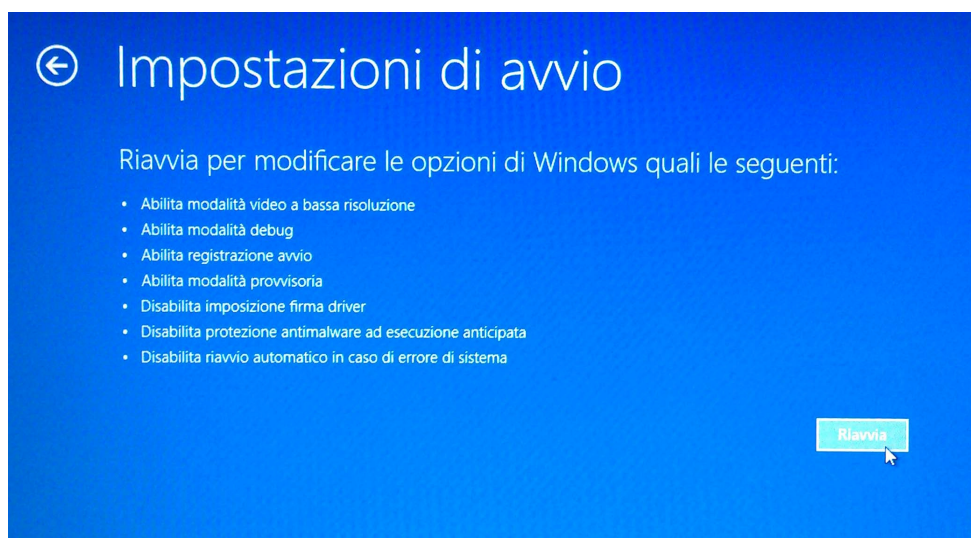 Impostazioni di avvio
Riavvia per modificare le opzioni di Windows quali le seguenti:
• Abilita modalità video a bassa risoluzione
• Abilita modalità debug
• Abilita registrazione avvio
• Abilita modalità provvisoria
• Disabilita imposizione firma driver
• Disabilita protezione antimalware ad esecuzione anticipata
• Disabilita riavvio automatico in caso di errore di sistema
Riavvia